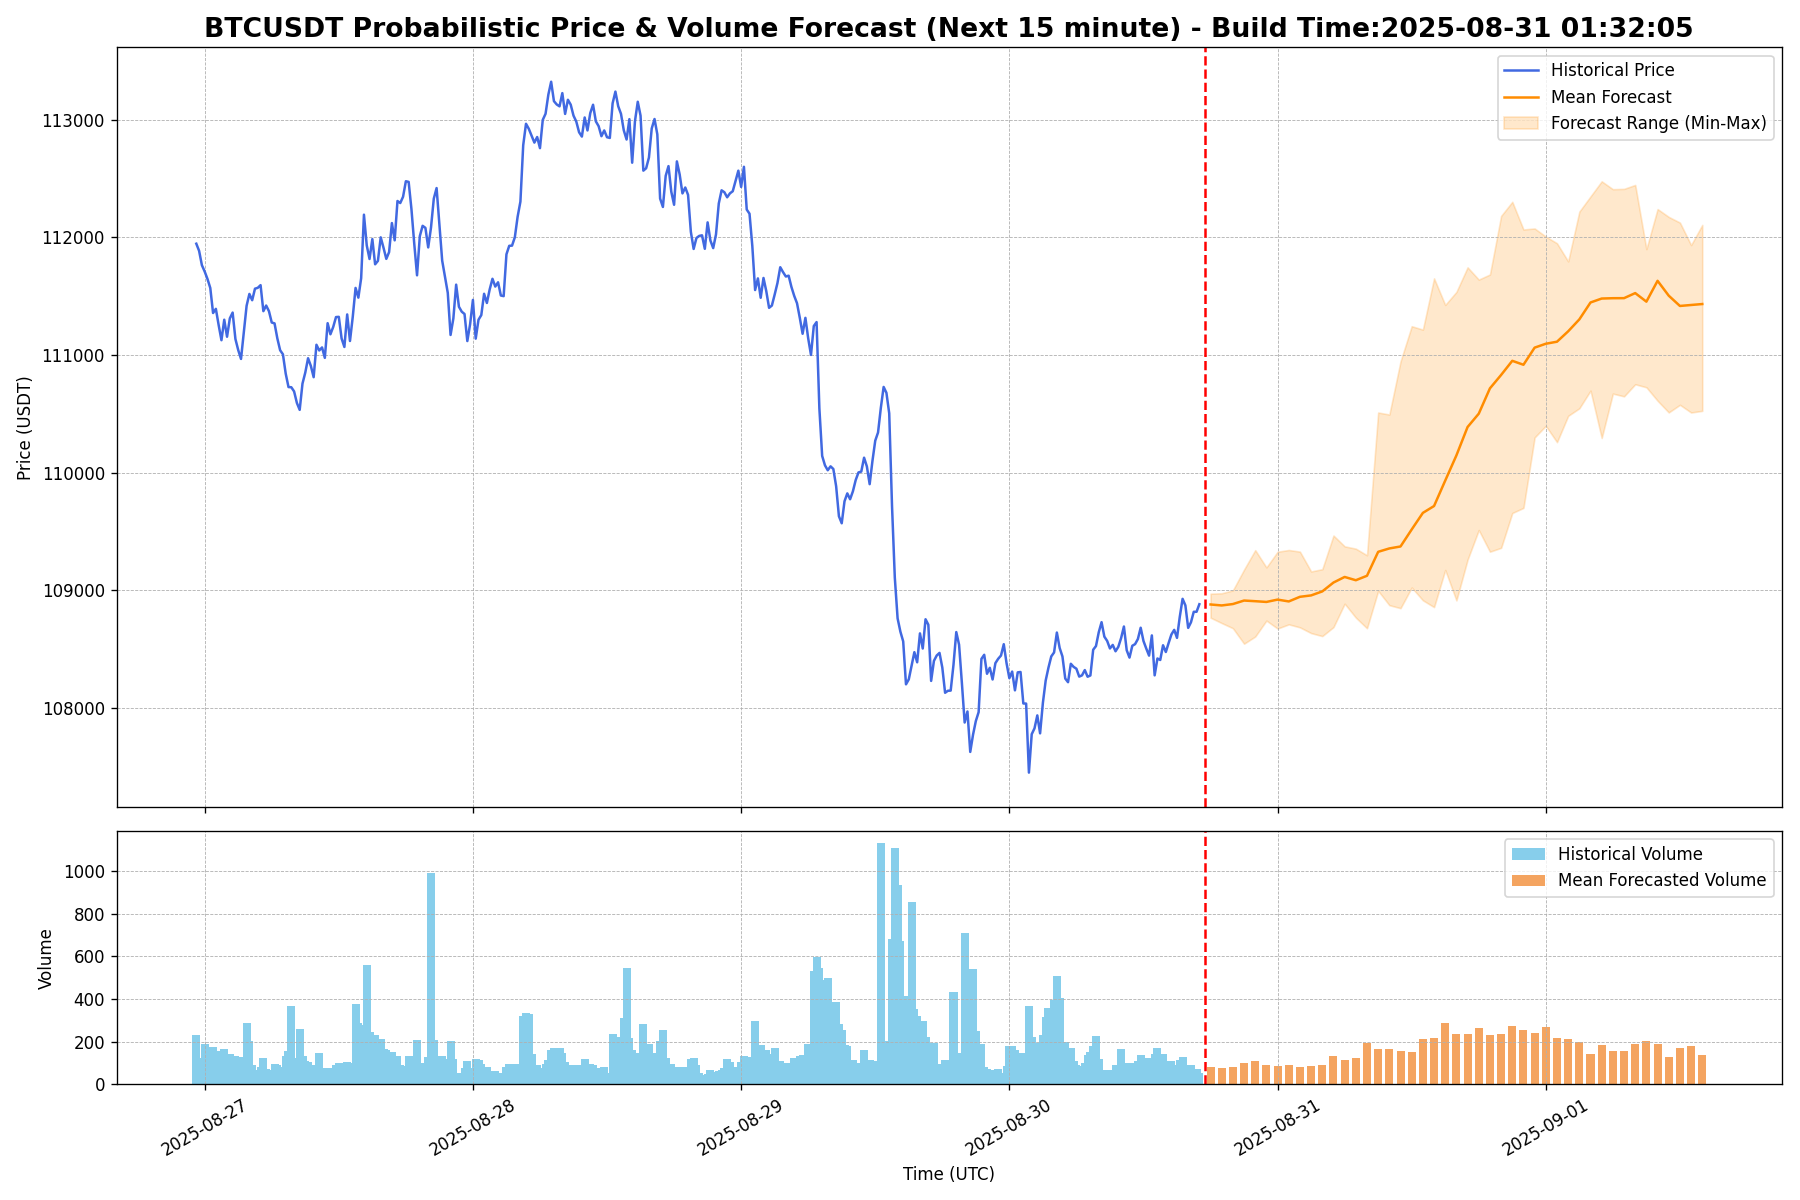 BTCUSDT Probabilistic Price & Volume Forecast (Next 15 minute) - Build Time:2025-08-31 01:32:05
Historical Price
Mean Forecast
Forecast Range (Min-Max)
113000
112000
111000
110000
109000
108000
Price (USDT)
Historical Volume
Mean Forecasted Volume
1000
800
600
400
200
0
Volume
2025-08-27
2025-08-28
2025-08-29
2025-08-30
2025-08-31
2025-09-01
Time (UTC)